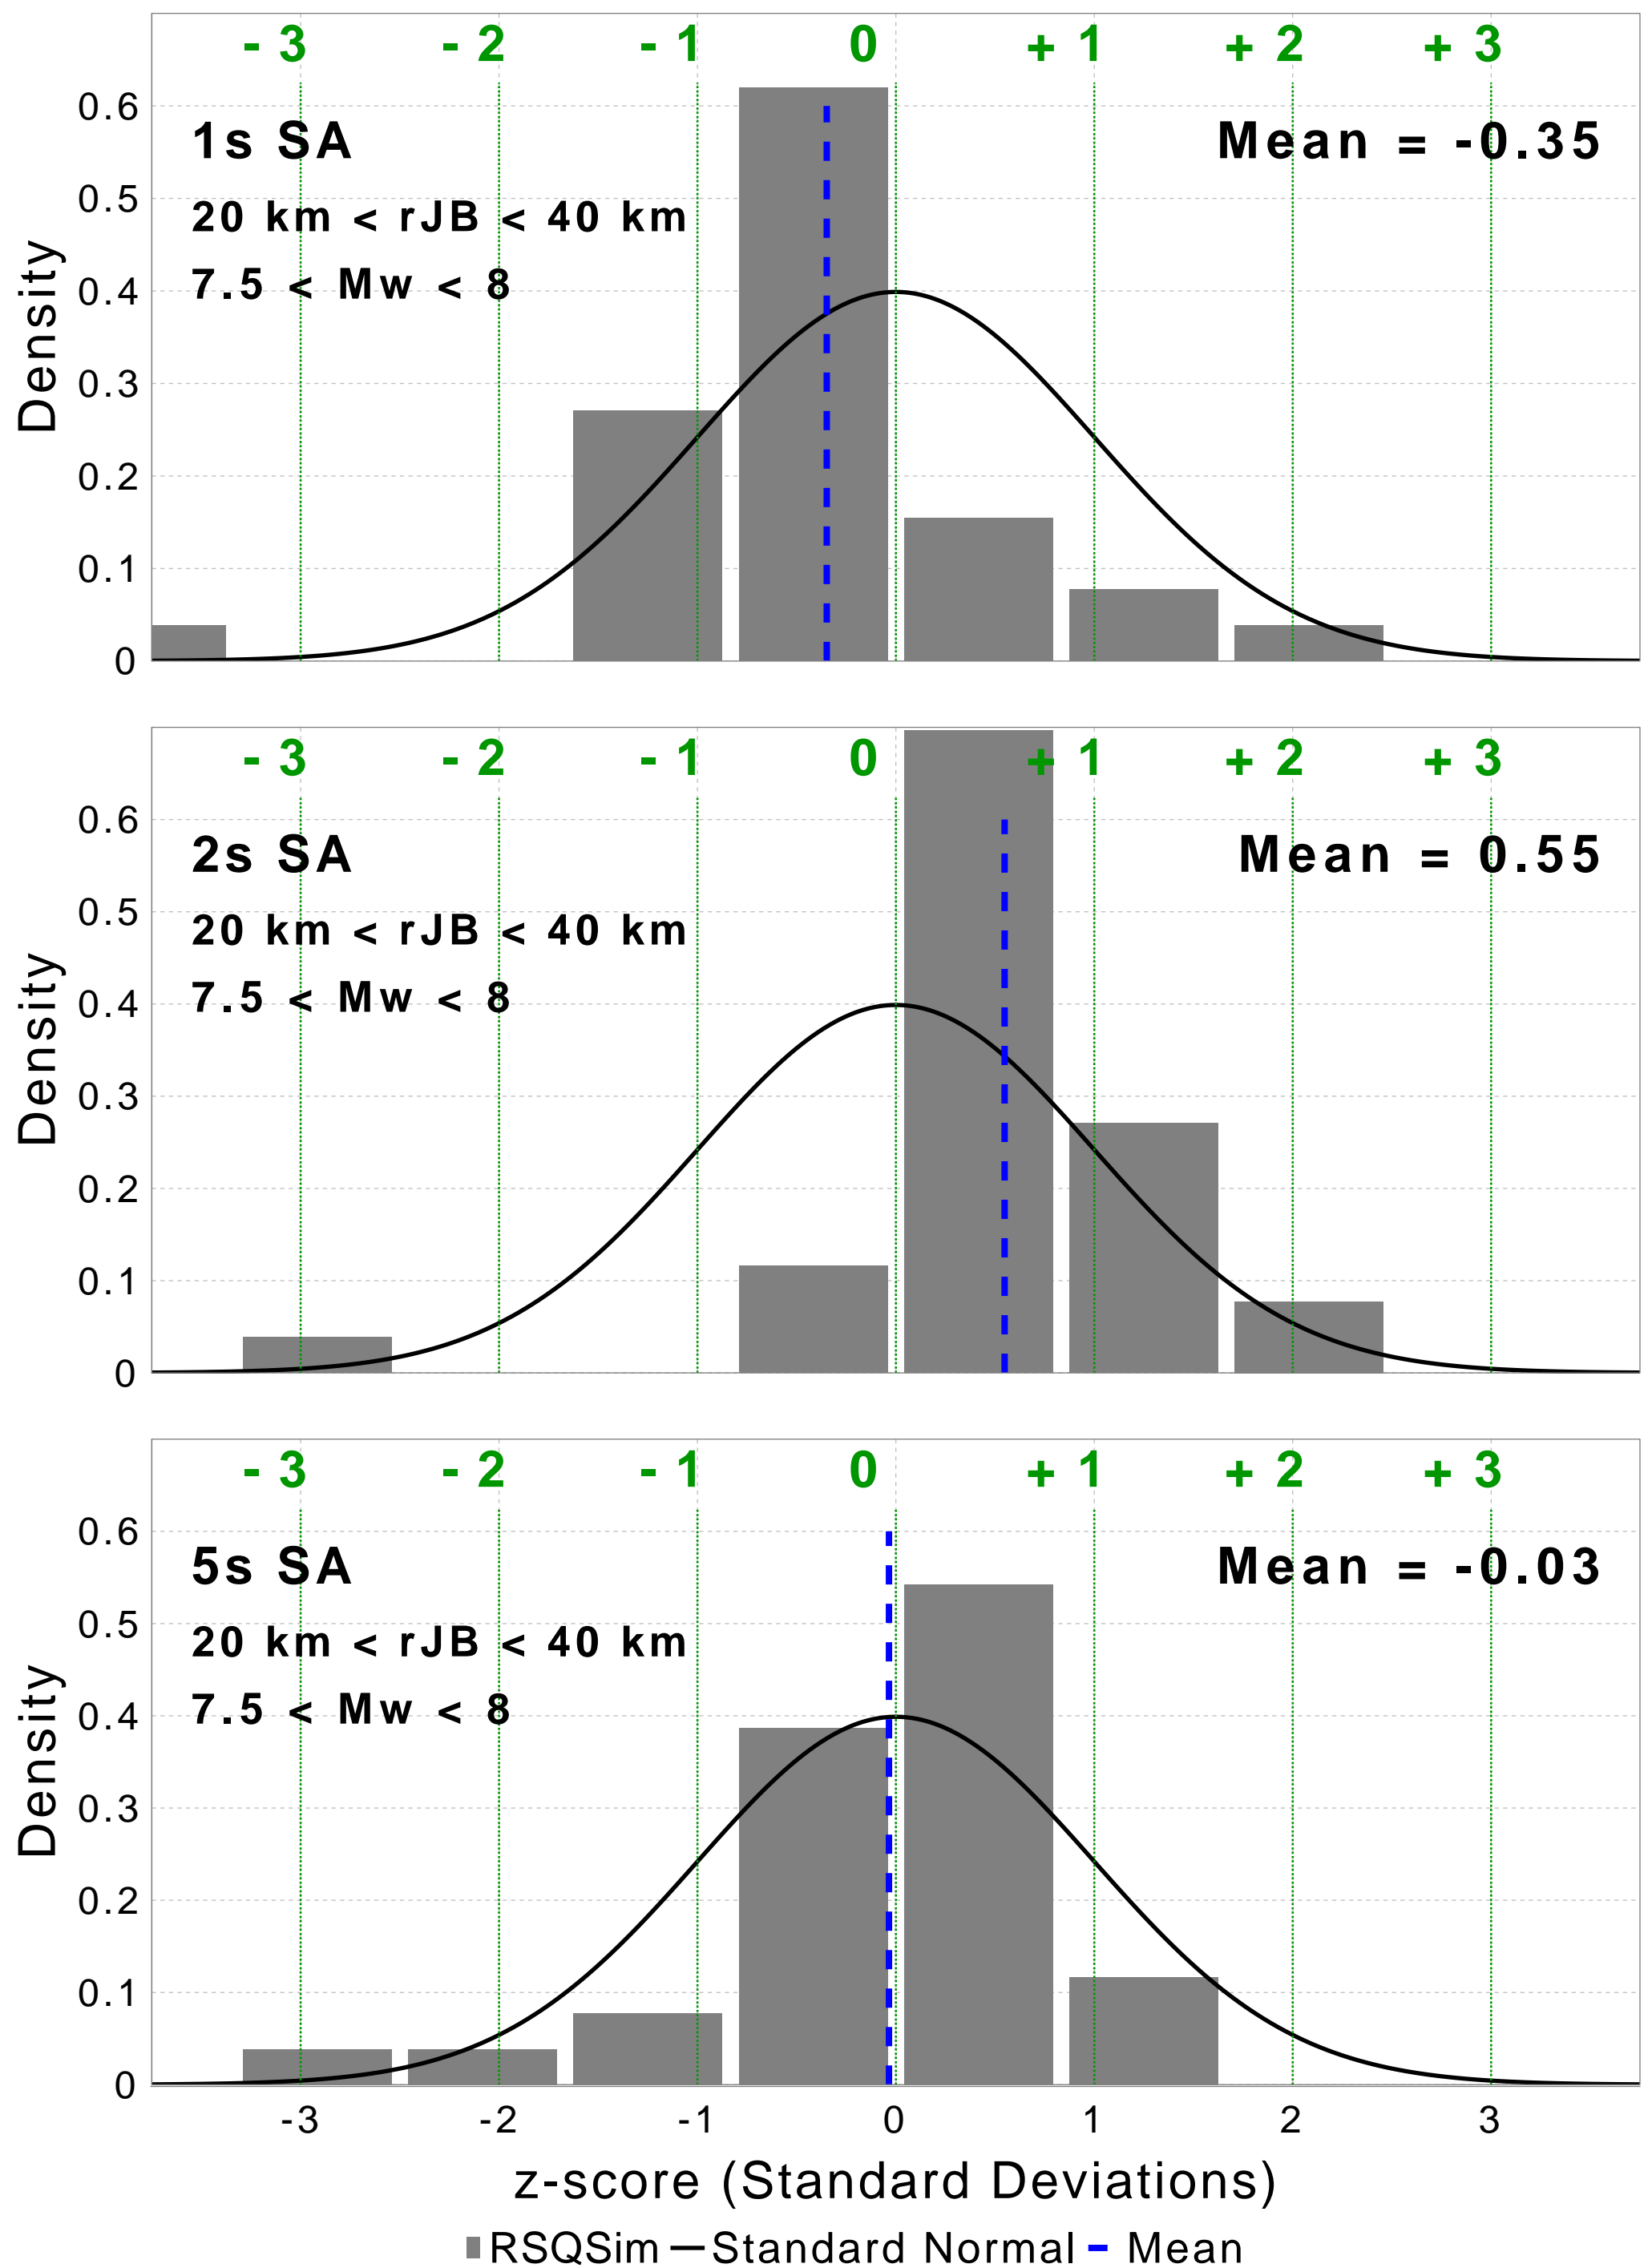 - 3 - 2 - 1 0 + 1 + 2 + 3
0.6
1s SA Mean = -0.35
0.5
20 km < rJB < 40 km
7.5 < Mw < 8
0.4
Density
0.3
0.2
0.1
0
- 3 - 2 - 1 0 + 1 + 2 + 3
0.6
2s SA Mean = 0.55
0.5
20 km < rJB < 40 km
7.5 < Mw < 8
0.4
Density
0.3
0.2
0.1
0
- 3 - 2 - 1 0 + 1 + 2 + 3
0.6
5s SA Mean = -0.03
0.5
20 km < rJB < 40 km
7.5 < Mw < 8
0.4
Density
0.3
0.2
0.1
0
-3 -2 -1 0 1 2 3
z-score (Standard Deviations)
RSQSim Standard Normal Mean